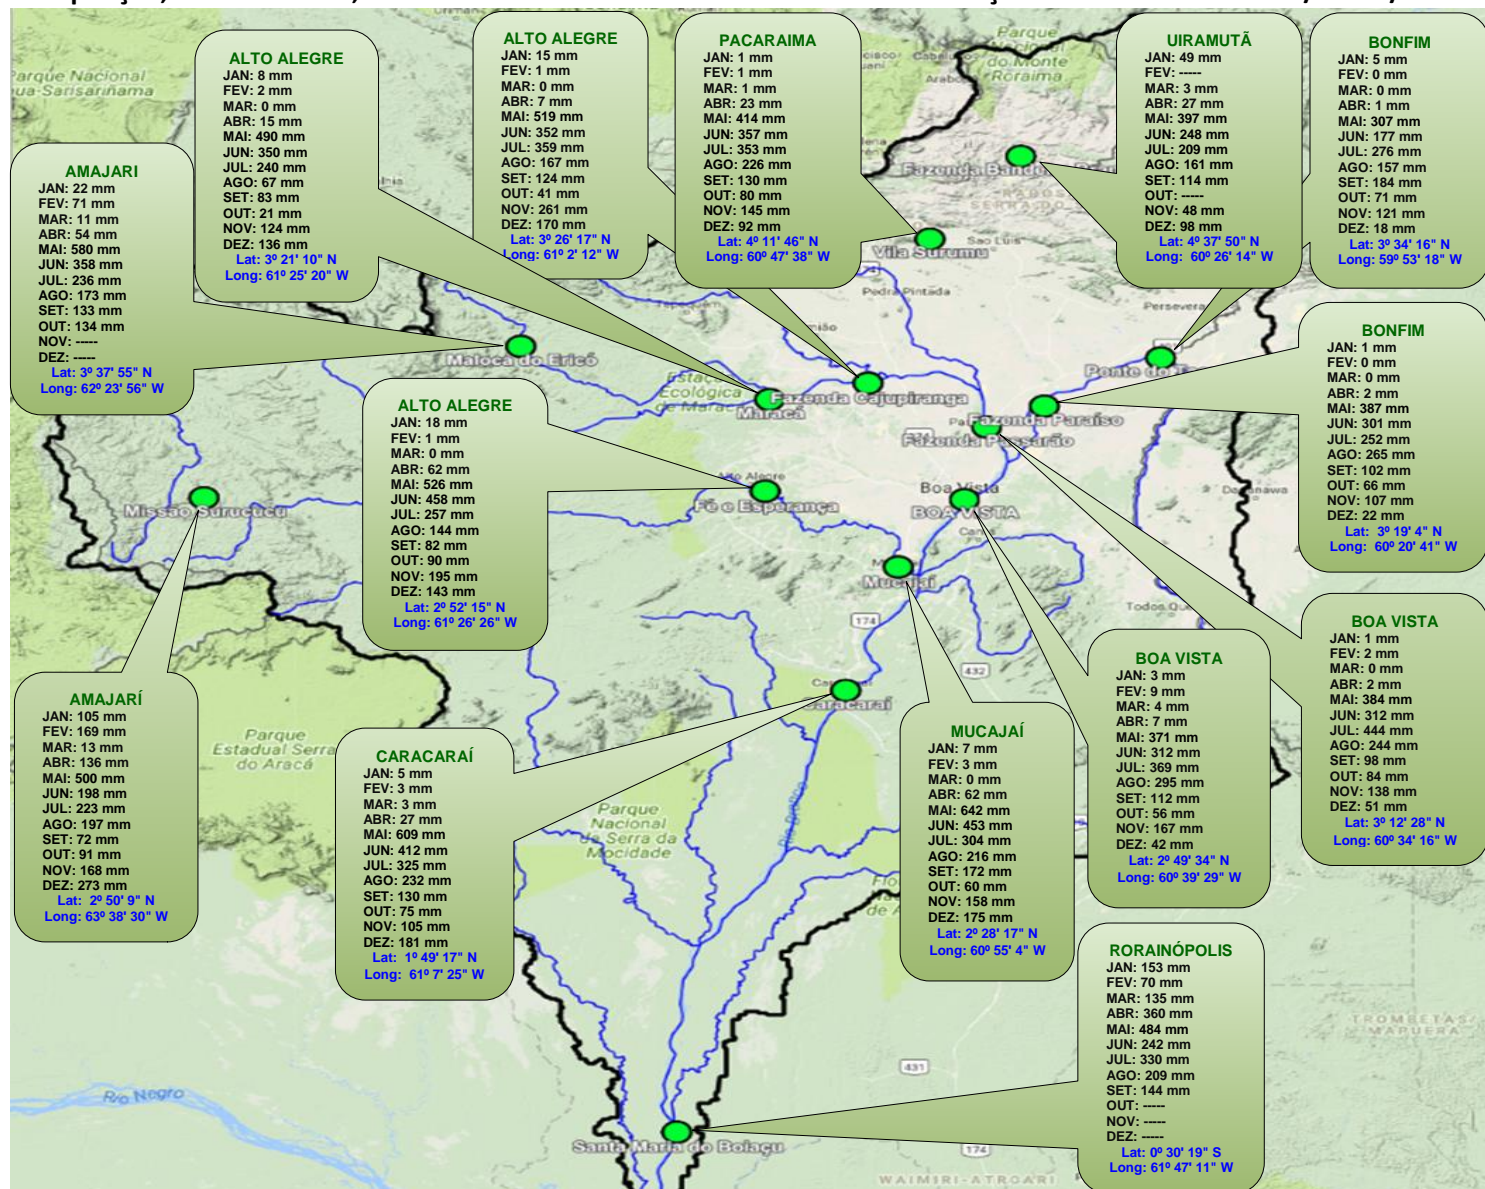 ALTO ALEGRE
JAN: 8 mm
FEV: 2 mm
MAR: 0 mm
ABR: 15 mm
MAI: 490 mm
JUN: 350 mm
JUL: 240 mm
AGO: 67 mm
SET: 83 mm
OUT: 21 mm
NOV: 124 mm
DEZ: 136 mm
Lat: 3º 21' 10" N
Long: 61º 25' 20" W
ALTO ALEGRE
JAN: 15 mm
FEV: 1 mm
MAR: 0 mm
ABR: 7 mm
MAI: 519 mm
JUN: 352 mm
JUL: 359 mm
AGO: 167 mm
SET: 124 mm
OUT: 41 mm
NOV: 261 mm
DEZ: 170 mm
Lat: 3º 26' 17" N
Long: 61º 2' 12" W
PACARAIMA
JAN: 1 mm
FEV: 1 mm
MAR: 1 mm
ABR: 23 mm
MAI: 414 mm
JUN: 357 mm
JUL: 353 mm
AGO: 226 mm
SET: 130 mm
OUT: 80 mm
NOV: 145 mm
DEZ: 92 mm
Lat: 4º 11' 46" N
Long: 60º 47' 38" W
UIRAMUTÃ
JAN: 49 mm
FEV: -----
MAR: 3 mm
ABR: 27 mm
MAI: 397 mm
JUN: 248 mm
JUL: 209 mm
AGO: 161 mm
SET: 114 mm
OUT: -----
NOV: 48 mm
DEZ: 98 mm
Lat: 4º 37' 50" N
Long: 60º 26' 14" W
BONFIM
JAN: 5 mm
FEV: 0 mm
MAR: 0 mm
ABR: 1 mm
MAI: 307 mm
JUN: 177 mm
JUL: 276 mm
AGO: 157 mm
SET: 184 mm
OUT: 71 mm
NOV: 121 mm
DEZ: 18 mm
Lat: 3º 34' 16" N
Long: 59º 53' 18" W
AMAJARI
JAN: 22 mm
FEV: 71 mm
MAR: 11 mm
ABR: 54 mm
MAI: 580 mm
JUN: 358 mm
JUL: 236 mm
AGO: 173 mm
SET: 133 mm
OUT: 134 mm
NOV: -----
DEZ: -----
Lat: 3º 37' 55" N
Long: 62º 23' 56" W
BONFIM
JAN: 1 mm
FEV: 0 mm
MAR: 0 mm
ABR: 2 mm
MAI: 387 mm
JUN: 301 mm
JUL: 252 mm
AGO: 265 mm
SET: 102 mm
OUT: 66 mm
NOV: 107 mm
DEZ: 22 mm
Lat: 3º 19' 4" N
Long: 60º 20' 41" W
ALTO ALEGRE
JAN: 18 mm
FEV: 1 mm
MAR: 0 mm
ABR: 62 mm
MAI: 526 mm
JUN: 458 mm
JUL: 257 mm
AGO: 144 mm
SET: 82 mm
OUT: 90 mm
NOV: 195 mm
DEZ: 143 mm
Lat: 2º 52' 15" N
Long: 61º 26' 26" W
BOA VISTA
JAN: 1 mm
FEV: 2 mm
MAR: 0 mm
ABR: 2 mm
MAI: 384 mm
JUN: 312 mm
JUL: 444 mm
AGO: 244 mm
SET: 98 mm
OUT: 84 mm
NOV: 138 mm
DEZ: 51 mm
Lat: 3º 12' 28" N
Long: 60º 34' 16" W
BOA VISTA
JAN: 3 mm
FEV: 9 mm
MAR: 4 mm
ABR: 7 mm
MAI: 371 mm
JUN: 312 mm
JUL: 369 mm
AGO: 295 mm
SET: 112 mm
OUT: 56 mm
NOV: 167 mm
DEZ: 42 mm
Lat: 2º 49' 34" N
Long: 60º 39' 29" W
AMAJARÍ
JAN: 105 mm
FEV: 169 mm
MAR: 13 mm
ABR: 136 mm
MAI: 500 mm
JUN: 198 mm
JUL: 223 mm
AGO: 197 mm
SET: 72 mm
OUT: 91 mm
NOV: 168 mm
DEZ: 273 mm
Lat: 2º 50' 9" N
Long: 63º 38' 30" W
CARACARAÍ
JAN: 5 mm
FEV: 3 mm
MAR: 3 mm
ABR: 27 mm
MAI: 609 mm
JUN: 412 mm
JUL: 325 mm
AGO: 232 mm
SET: 130 mm
OUT: 75 mm
NOV: 105 mm
DEZ: 181 mm
Lat: 1º 49' 17" N
Long: 61º 7' 25" W
MUCAJAÍ
JAN: 7 mm
FEV: 3 mm
MAR: 0 mm
ABR: 62 mm
MAI: 642 mm
JUN: 453 mm
JUL: 304 mm
AGO: 216 mm
SET: 172 mm
OUT: 60 mm
NOV: 158 mm
DEZ: 175 mm
Lat: 2º 28' 17" N
Long: 60º 55' 4" W
RORAINÓPOLIS
JAN: 153 mm
FEV: 70 mm
MAR: 135 mm
ABR: 360 mm
MAI: 484 mm
JUN: 242 mm
JUL: 330 mm
AGO: 209 mm
SET: 144 mm
OUT: -----
NOV: -----
DEZ: -----
Lat: 0º 30' 19" S
Long: 61º 47' 11" W
Parque
do Monte
Roraima
Parque Nacional
Vila Surumu
Sao Luis
Pedra Pintada
Maloca do Ericó
Ecológica
Maracá
Fazenda Cajupiranga
Fazenda Paraíso
Fazenda Passarão
Ponte do
Missão Surucucu
Alto Alegre
Fé e Esperança
Boa Vista
BOA VISTA
Mucajaí
174
432
Caracaraí
Parque
Estadual Serra
do Aracá
Parque
Nacional
da Serra da
Mocidade
Rio Branco
Rio Negro
431
Santa Maria do Boiaçu
174
WAIMIRI-ATROARI
TROMBETAS/
MAPUERA